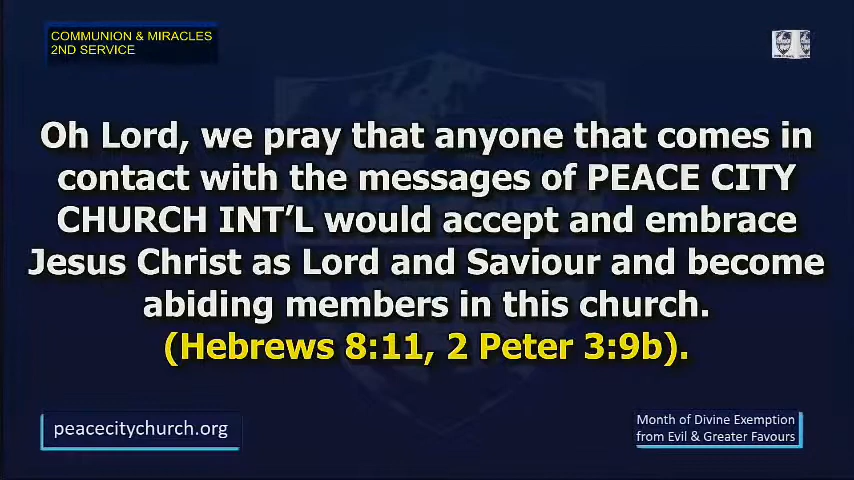 COMMUNION & MIRACLES
2ND SERVICE
Oh Lord, we pray that anyone that comes in
contact with the messages of PEACE CITY
CHURCH INT’L would accept and embrace
Jesus Christ as Lord and Saviour and become
abiding members in this church.
(Hebrews 8:11, 2 Peter 3:9b).
peacecitychurch.org
Month of Divine Exemption
from Evil & Greater Favours